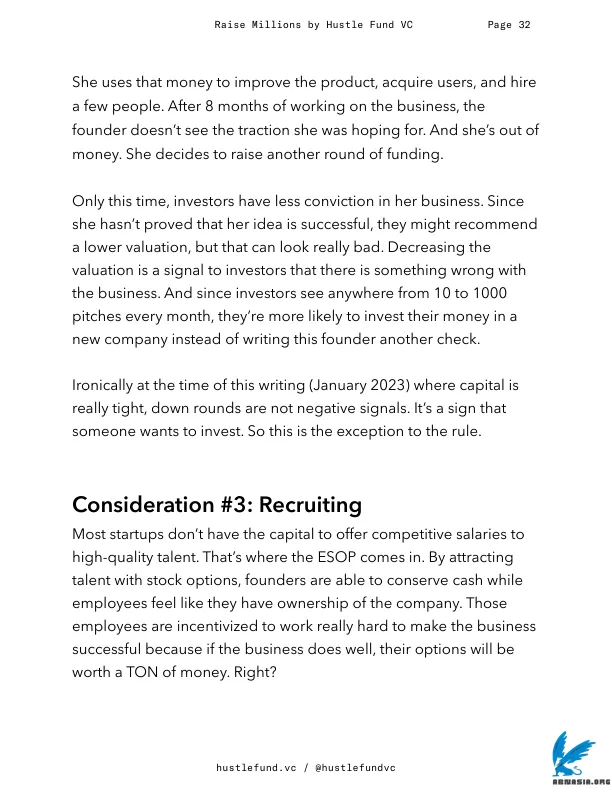 Raise Millions by Hustle Fund VC Page 32
She uses that money to improve the product, acquire users, and hire
a few people. After 8 months of working on the business, the
founder doesn’t see the traction she was hoping for. And she’s out of
money. She decides to raise another round of funding.
Only this time, investors have less conviction in her business. Since
she hasn’t proved that her idea is successful, they might recommend
a lower valuation, but that can look really bad. Decreasing the
valuation is a signal to investors that there is something wrong with
the business. And since investors see anywhere from 10 to 1000
pitches every month, they’re more likely to invest their money in a
new company instead of writing this founder another check.
Ironically at the time of this writing (January 2023) where capital is
really tight, down rounds are not negative signals. It’s a sign that
someone wants to invest. So this is the exception to the rule.
Consideration #3: Recruiting
Most startups don’t have the capital to offer competitive salaries to
high-quality talent. That’s where the ESOP comes in. By attracting
talent with stock options, founders are able to conserve cash while
employees feel like they have ownership of the company. Those
employees are incentivized to work really hard to make the business
successful because if the business does well, their options will be
worth a TON of money. Right?
hustlefund.vc / @hustlefundvc
ABNASIA.ORG